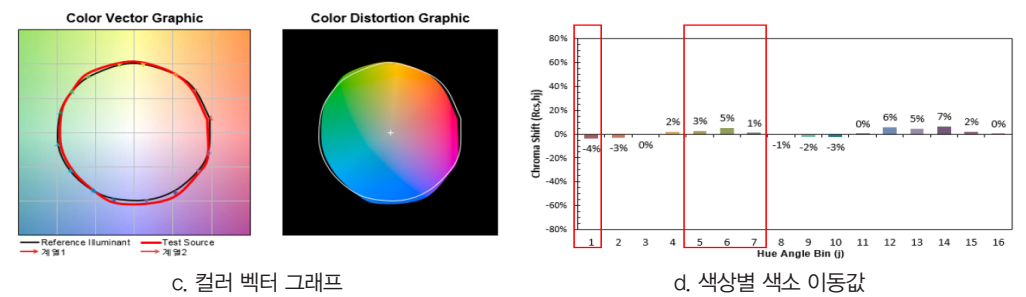 Color Vector Graphic
Color Distortion Graphic
Reference Illuminant
Test Source
계열1
계열2
c. 컬러 벡터 그래프
80%
60%
40%
20%
0%
-20%
-40%
-60%
-80%
Chroma Shift (Rcs,hj)
-4% -3% 0% 2% 3% 5% 1% -1% -2% -3% 0% 6% 5% 7% 2% 0%
1 2 3 4 5 6 7 8 9 10 11 12 13 14 15 16
Hue Angle Bin (j)
d. 색상별 색소 이동값